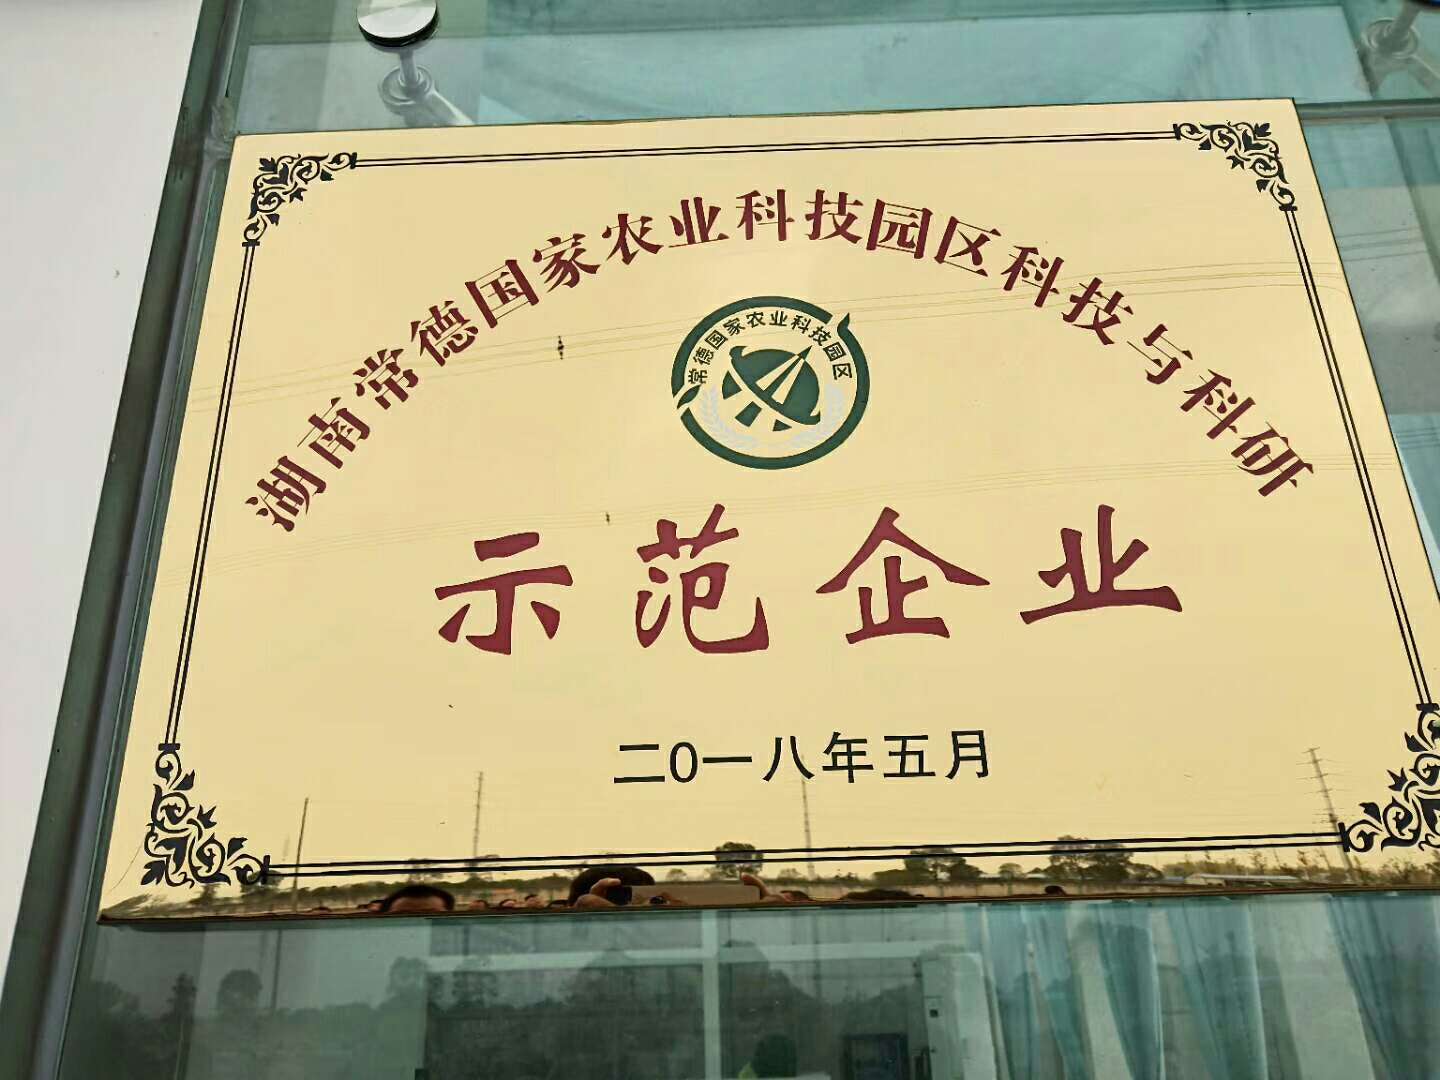 湖南常德国家农业科技园区科技与科研
常德国家农业科技园区
示范企业
二0一八年五月